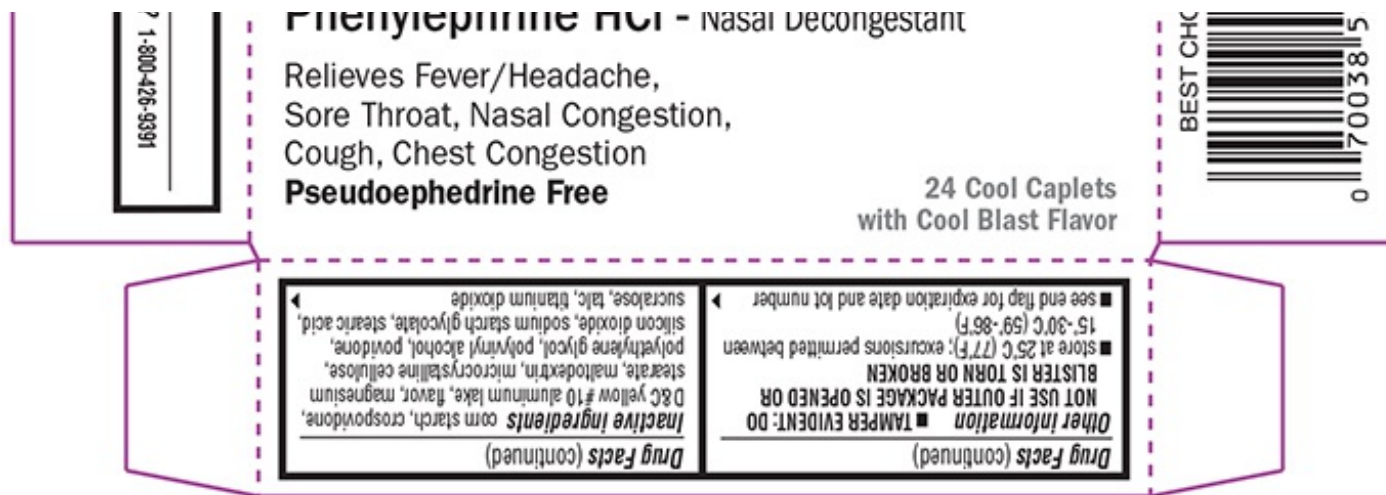 Phenylephrine HCl - Nasal Decongestant
Relieves Fever/Headache,
Sore Throat, Nasal Congestion,
Cough, Chest Congestion
Pseudoephedrine Free
24 Cool Caplets
with Cool Blast Flavor
1-800-426-9391
BEST CHO
0 70038 5
Drug Facts (continued)
Other information ■ TAMPER EVIDENT: DO
NOT USE IF OUTER PACKAGE IS OPENED OR
BLISTER IS TORN OR BROKEN
■ store at 25°C (77°F); excursions permitted between
15°-30°C (59°-86°F)
■ see end flap for expiration date and lot number
Drug Facts (continued)
Inactive ingredients corn starch, crospovidone,
D&C yellow #10 aluminum lake, flavor, magnesium
stearate, maltodextrin, microcrystalline cellulose,
polyethylene glycol, polyvinyl alcohol, povidone,
silicon dioxide, sodium starch glycolate, stearic acid,
sucralose, talc, titanium dioxide